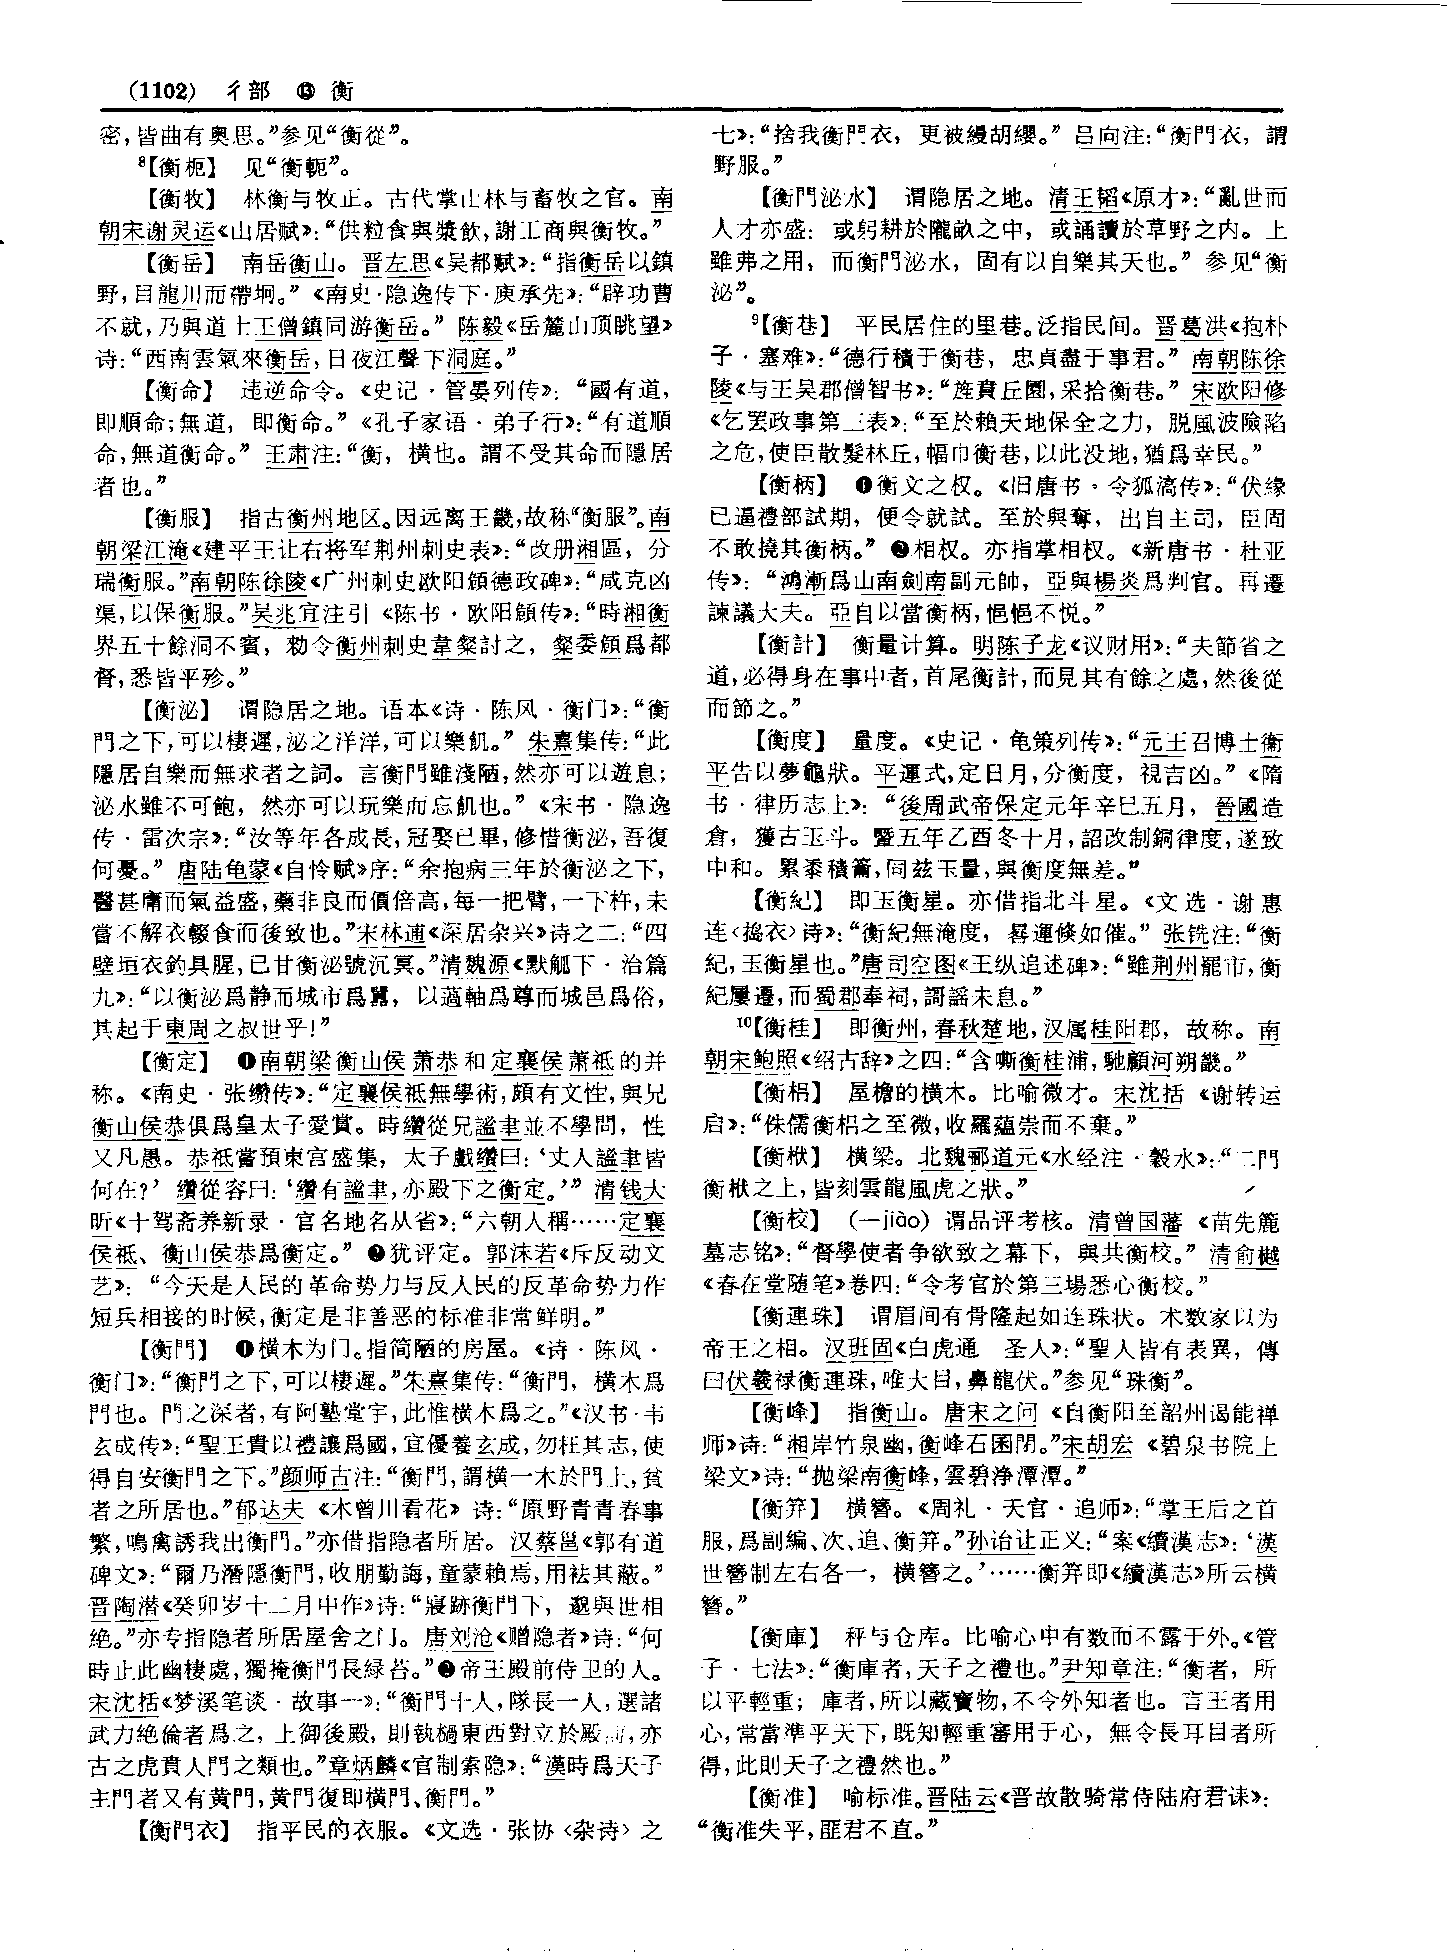 (1102) 彳部 ⓭ 衡
密,皆曲有奥思。”参见“衡從”。
⁸【衡枙】 见“衡軛”。
【衡牧】 林衡与牧正。古代掌山林与畜牧之官。南
朝宋谢灵运《山居赋》:“供粒食與漿飲,謝工商與衡牧。”
【衡岳】 南岳衡山。晋左思《吴都赋》:“指衡岳以鎮
野,目龍川而帶坰。”《南史·隐逸传下·庾承先》:“辟功曹
不就,乃與道士王僧鎮同游衡岳。” 陈毅《岳麓山顶眺望》
诗:“西南雲氣來衡岳,日夜江聲下洞庭。”
【衡命】 违逆命令。《史记·管晏列传》:“國有道,
即順命;無道,即衡命。”《孔子家语·弟子行》:“有道順
命,無道衡命。” 王肃注:“衡,横也。謂不受其命而隱居
者也。”
【衡服】 指古衡州地区。因远离王畿,故称“衡服”。南
朝梁江淹《建平王让右将军荆州刺史表》:“改册湘區,分
瑞衡服。”南朝陈徐陵《广州刺史欧阳頠德政碑》:“咸克凶
渠,以保衡服。”吴兆宜注引《陈书·欧阳頠传》:“時湘衡
界五十餘洞不賓,勑令衡州刺史韋粲討之,粲委頠爲都
督,悉皆平殄。”
【衡泌】 谓隐居之地。语本《诗·陈风·衡门》:“衡
門之下,可以棲遲,泌之洋洋,可以樂飢。” 朱熹集传:“此
隱居自樂而無求者之詞。言衡門雖淺陋,然亦可以遊息;
泌水雖不可飽,然亦可以玩樂而忘飢也。”《宋书·隐逸
传·雷次宗》:“汝等年各成長,冠娶已畢,修惜衡泌,吾復
何憂。” 唐陆龟蒙《自怜赋》序:“余抱病三年於衡泌之下,
醫甚庸而氣益盛,藥非良而價倍高,每一把臂,一下杵,未
嘗不解衣輟食而後致也。”宋林逋《深居杂兴》诗之二:“四
壁垣衣釣具腥,已甘衡泌號沉冥。”清魏源《默觚下·治篇
九》:“以衡泌爲静而城市爲囂,以薖軸爲尊而城邑爲俗,
其起于東周之叔世乎!”
【衡定】 ❶南朝梁衡山侯萧恭和定襄侯萧祗的并
称。《南史·张缵传》:“定襄侯祗無學術,頗有文性,與兄
衡山侯恭俱爲皇太子愛賞。時纘從兄謐聿並不學問,性
又凡愚。恭祗嘗預東宫盛集,太子戲纘曰:‘丈人謐聿皆
何在?’ 纘從容曰:‘纘有謐聿,亦殿下之衡定。’” 清钱大
昕《十驾斋养新录·官名地名从省》:“六朝人稱……定襄
侯祗、衡山侯恭爲衡定。” ❷犹评定。郭沫若《斥反动文
艺》:“今天是人民的革命势力与反人民的反革命势力作
短兵相接的时候,衡定是非善恶的标准非常鲜明。”
【衡門】 ❶横木为门。指简陋的房屋。《诗·陈风·
衡门》:“衡門之下,可以棲遲。”朱熹集传:“衡門,横木爲
門也。門之深者,有阿塾堂宇,此惟横木爲之。”《汉书·韦
玄成传》:“聖王貴以禮讓爲國,宜優養玄成,勿枉其志,使
得自安衡門之下。”颜师古注:“衡門,謂横一木於門上,貧
者之所居也。”郁达夫《木曾川看花》诗:“原野青青春事
繁,鳴禽誘我出衡門。”亦借指隐者所居。汉蔡邕《郭有道
碑文》:“爾乃潛隱衡門,收朋勤誨,童蒙賴焉,用袪其蔽。”
晋陶潜《癸卯岁十二月中作》诗:“寢跡衡門下,邈與世相
絶。”亦专指隐者所居屋舍之门。唐刘沧《赠隐者》诗:“何
時止此幽棲處,獨掩衡門長緑苔。”❷帝王殿前侍卫的人。
宋沈括《梦溪笔谈·故事一》:“衡門十人,隊長一人,選諸
武力絶倫者爲之,上御後殿,則執檛東西對立於殿前,亦
古之虎賁人門之類也。”章炳麟《官制索隐》:“漢時爲天子
主門者又有黄門,黄門復即横門、衡門。”
【衡門衣】 指平民的衣服。《文选·张协〈杂诗〉之
七》:“捨我衡門衣,更被縵胡纓。” 吕向注:“衡門衣,謂
野服。”
【衡門泌水】 谓隐居之地。清王韬《原才》:“亂世而
人才亦盛:或躬耕於隴畝之中,或誦讀於草野之内。上
雖弗之用,而衡門泌水,固有以自樂其天也。” 参见“衡
泌”。
⁹【衡巷】 平民居住的里巷。泛指民间。晋葛洪《抱朴
子·塞难》:“德行積于衡巷,忠貞盡于事君。” 南朝陈徐
陵《与王吴郡僧智书》:“旌賁丘園,采拾衡巷。” 宋欧阳修
《乞罢政事第三表》:“至於賴天地保全之力,脱風波險陷
之危,使臣散髮林丘,幅巾衡巷,以此没地,猶爲幸民。”
【衡柄】 ❶衡文之权。《旧唐书·令狐滈传》:“伏緣
已逼禮部試期,便令就試。至於與奪,出自主司,臣固
不敢撓其衡柄。” ❷相权。亦指掌相权。《新唐书·杜亚
传》:“鴻漸爲山南劍南副元帥,亞與楊炎爲判官。再遷
諫議大夫。亞自以當衡柄,悒悒不悦。”
【衡計】 衡量计算。明陈子龙《议财用》:“夫節省之
道,必得身在事中者,首尾衡計,而見其有餘之處,然後從
而節之。”
【衡度】 量度。《史记·龟策列传》:“元王召博士衛
平告以夢龜狀。平運式,定日月,分衡度,視吉凶。”《隋
书·律历志上》:“後周武帝保定元年辛巳五月,晉國造
倉,獲古玉斗。暨五年乙酉冬十月,詔改制銅律度,遂致
中和。累黍積籥,同兹玉量,與衡度無差。”
【衡紀】 即玉衡星。亦借指北斗星。《文选·谢惠
连〈捣衣〉诗》:“衡紀無淹度,晷運倏如催。” 张铣注:“衡
紀,玉衡星也。”唐司空图《王纵追述碑》:“雖荆州罷市,衡
紀屢遷,而蜀郡奉祠,謌謡未息。”
¹⁰【衡桂】 即衡州,春秋楚地,汉属桂阳郡,故称。南
朝宋鲍照《绍古辞》之四:“含嘶衡桂浦,馳顧河朔畿。”
【衡梠】 屋檐的横木。比喻微才。宋沈括《谢转运
启》:“侏儒衡梠之至微,收羅蘊崇而不棄。”
【衡栿】 横梁。北魏郦道元《水经注·穀水》:“二門
衡栿之上,皆刻雲龍風虎之狀。”
【衡校】 (—jiào) 谓品评考核。清曾国藩《苗先簏
墓志铭》:“督學使者争欲致之幕下,與共衡校。” 清俞樾
《春在堂随笔》卷四:“令考官於第三場悉心衡校。”
【衡連珠】 谓眉间有骨隆起如连珠状。术数家以为
帝王之相。汉班固《白虎通 圣人》:“聖人皆有表異,傳
曰伏羲禄衡連珠,唯大目,鼻龍伏。”参见“珠衡”。
【衡峰】 指衡山。唐宋之问《自衡阳至韶州谒能禅
师》诗:“湘岸竹泉幽,衡峰石囷閉。”宋胡宏《碧泉书院上
梁文》诗:“抛梁南衡峰,雲碧净潭潭。”
【衡笄】 横簪。《周礼·天官·追师》:“掌王后之首
服,爲副編、次、追、衡笄。”孙诒让正义:“案《續漢志》:‘漢
世簪制左右各一,横簪之。’……衡笄即《續漢志》所云横
簪。”
【衡庫】 秤与仓库。比喻心中有数而不露于外。《管
子·七法》:“衡庫者,天子之禮也。”尹知章注:“衡者,所
以平輕重;庫者,所以藏寶物,不令外知者也。言王者用
心,常當準平天下,既知輕重審用于心,無令長耳目者所
得,此則天子之禮然也。”
【衡准】 喻标准。晋陆云《晋故散骑常侍陆府君诔》:
“衡准失平,匪君不直。”